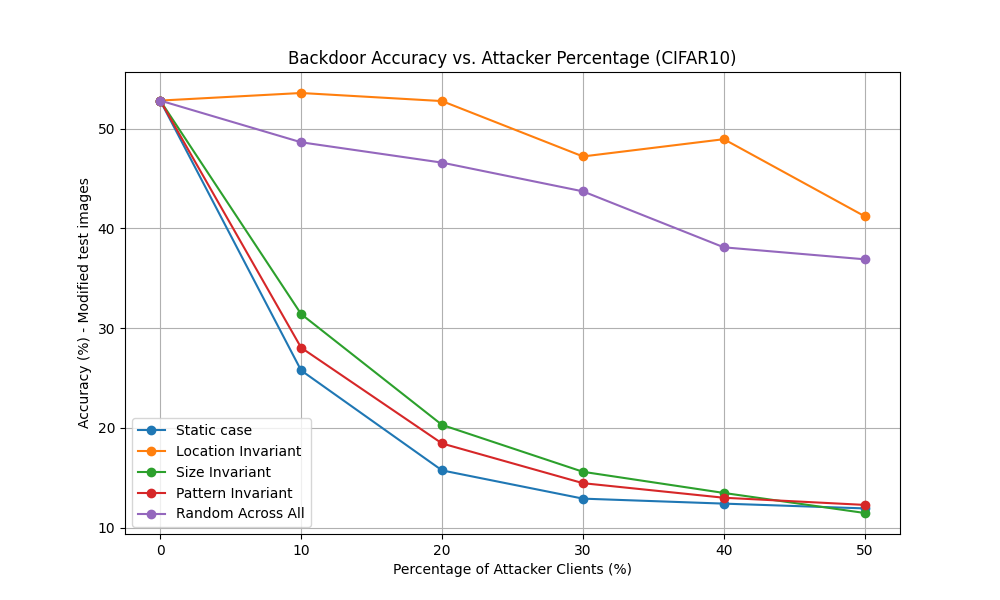 Backdoor Accuracy vs. Attacker Percentage (CIFAR10)
Accuracy (%) - Modified test images
50
40
30
20
10
Static case
Location Invariant
Size Invariant
Pattern Invariant
Random Across All
0 10 20 30 40 50
Percentage of Attacker Clients (%)